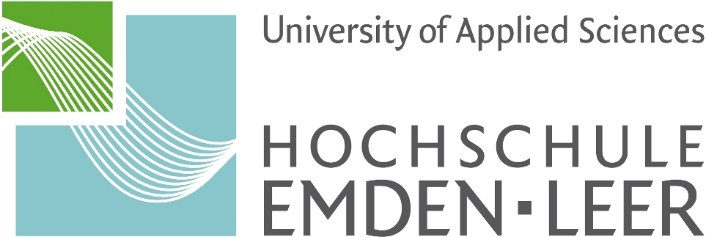 University of Applied Sciences
HOCHSCHULE
EMDEN▪LEER